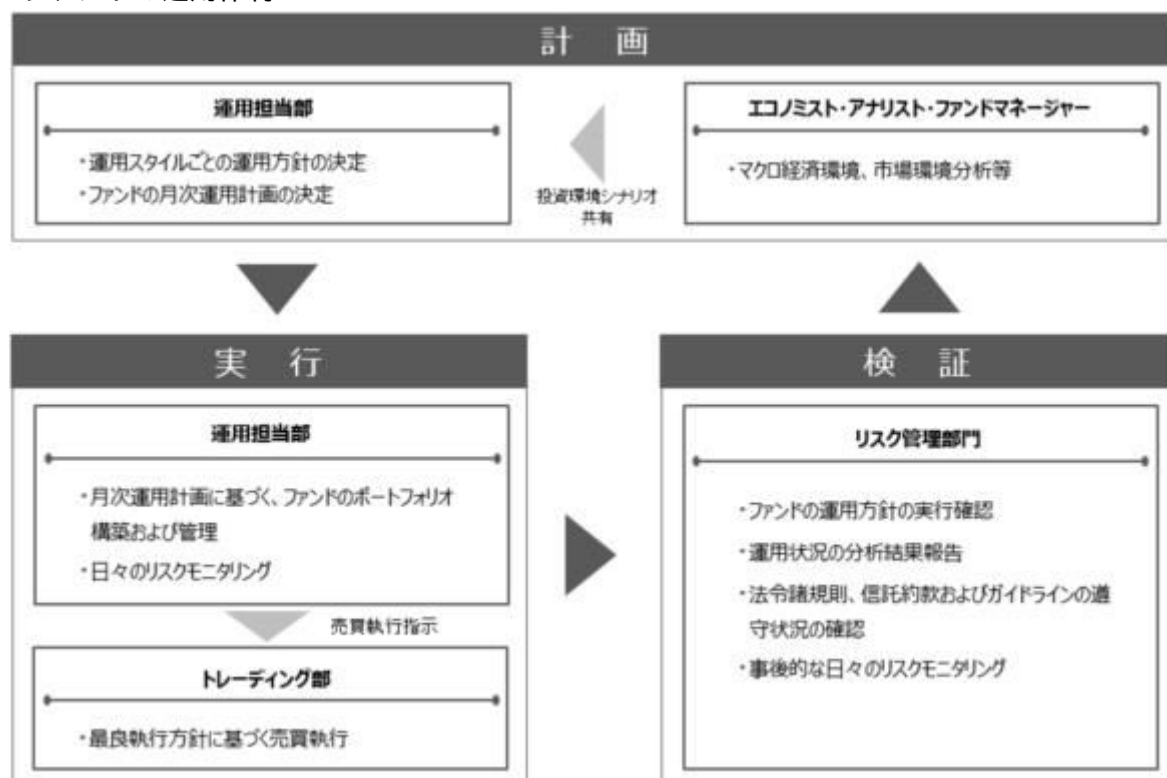 計 画
運用担当部
・運用スタイルごとの運用方針の決定
・ファンドの月次運用計画の決定
投資環境シナリオ
共有
エコノミスト・アナリスト・ファンドマネージャー
・マクロ経済環境、市場環境分析等
実 行
運用担当部
・月次運用計画に基づく、ファンドのポートフォリオ
構築および管理
・日々のリスクモニタリング
売買執行指示
トレーディング部
・最良執行方針に基づく売買執行
検 証
リスク管理部門
・ファンドの運用方針の実行確認
・運用状況の分析結果報告
・法令諸規則、信託約款およびガイドラインの遵
守状況の確認
・事後的な日々のリスクモニタリング